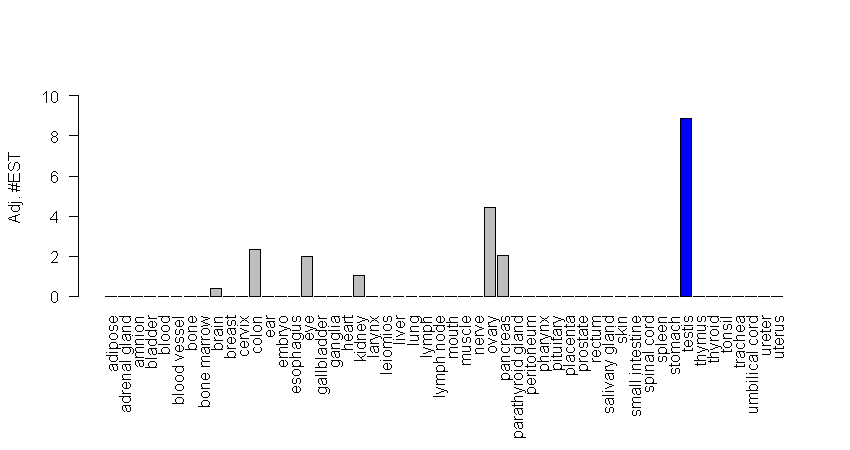 10
8
6
4
2
0
Adj. #EST
adipose
adrenal gland
amnion
bladder
blood
blood vessel
bone
bone marrow
brain
breast
cervix
colon
ear
embryo
esophagus
eye
gallbladder
ganglia
heart
kidney
larynx
leiomios
liver
lung
lymph
lymph node
mouth
muscle
nerve
ovary
pancreas
parathyroid gland
peritoneum
pharynx
pituitary
placenta
prostate
rectum
salivary gland
skin
small intestine
spinal cord
spleen
stomach
testis
thymus
thyroid
tonsil
trachea
umbilical cord
ureter
uterus